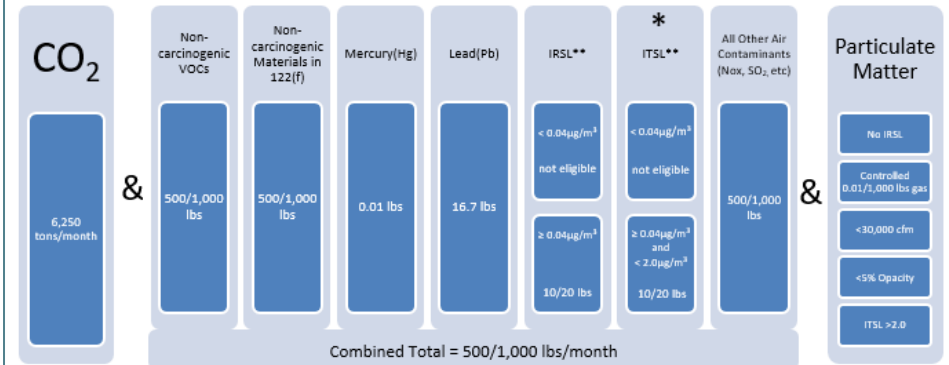 CO2
6,250
tons/month
&
Non-
carcinogenic
VOCs
500/1,000
lbs
Non-
carcinogenic
Materials in
122(f)
500/1,000
lbs
Mercury(Hg)
0.01 lbs
Lead(Pb)
16.7 lbs
IRSL**
< 0.04µg/m³
not eligible
≥ 0.04µg/m³
10/20 lbs
*
ITSL**
< 0.04µg/m³
not eligible
≥ 0.04µg/m³
and
< 2.0µg/m³
10/20 lbs
All Other Air
Contaminants
(Nox, SO2, etc)
500/1,000
lbs
Combined Total = 500/1,000 lbs/month
&
Particulate
Matter
No IRSL
Controlled
0.01/1,000 lbs gas
<30,000 cfm
<5% Opacity
ITSL >2.0